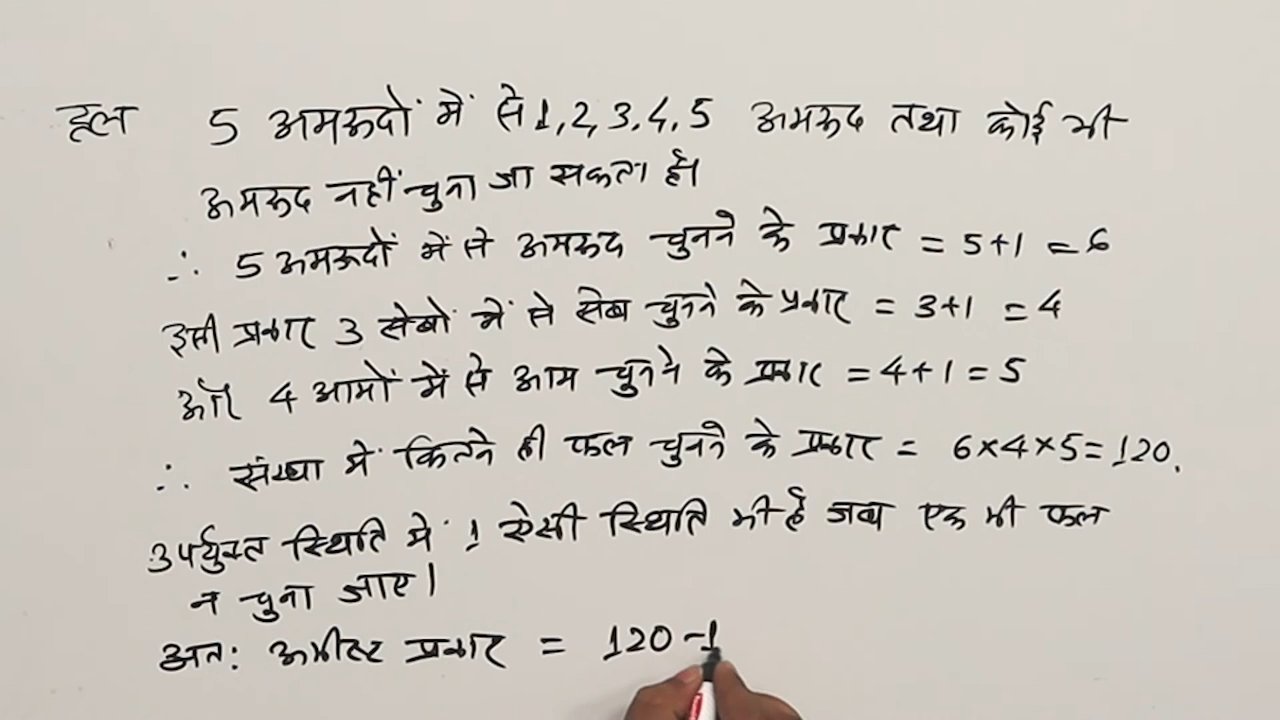 हल 5 अमरूदों में से 1, 2, 3, 4, 5 अमरूद तथा कोई भी
अमरूद नहीं चुना जा सकता है।
∴ 5 अमरूदों में से अमरूद चुनने के प्रकार = 5+1 = 6
इसी प्रकार 3 सेबों में से सेब चुनने के प्रकार = 3+1 = 4
और 4 आमों में से आम चुनने के प्रकार = 4+1 = 5
∴ संख्या में कितने ही फल चुनने के प्रकार = 6×4×5=120.
उपर्युक्त स्थिति में 1 ऐसी स्थिति भी है जब एक भी फल
न चुना जाए।
अतः अभीष्ट प्रकार = 120-1